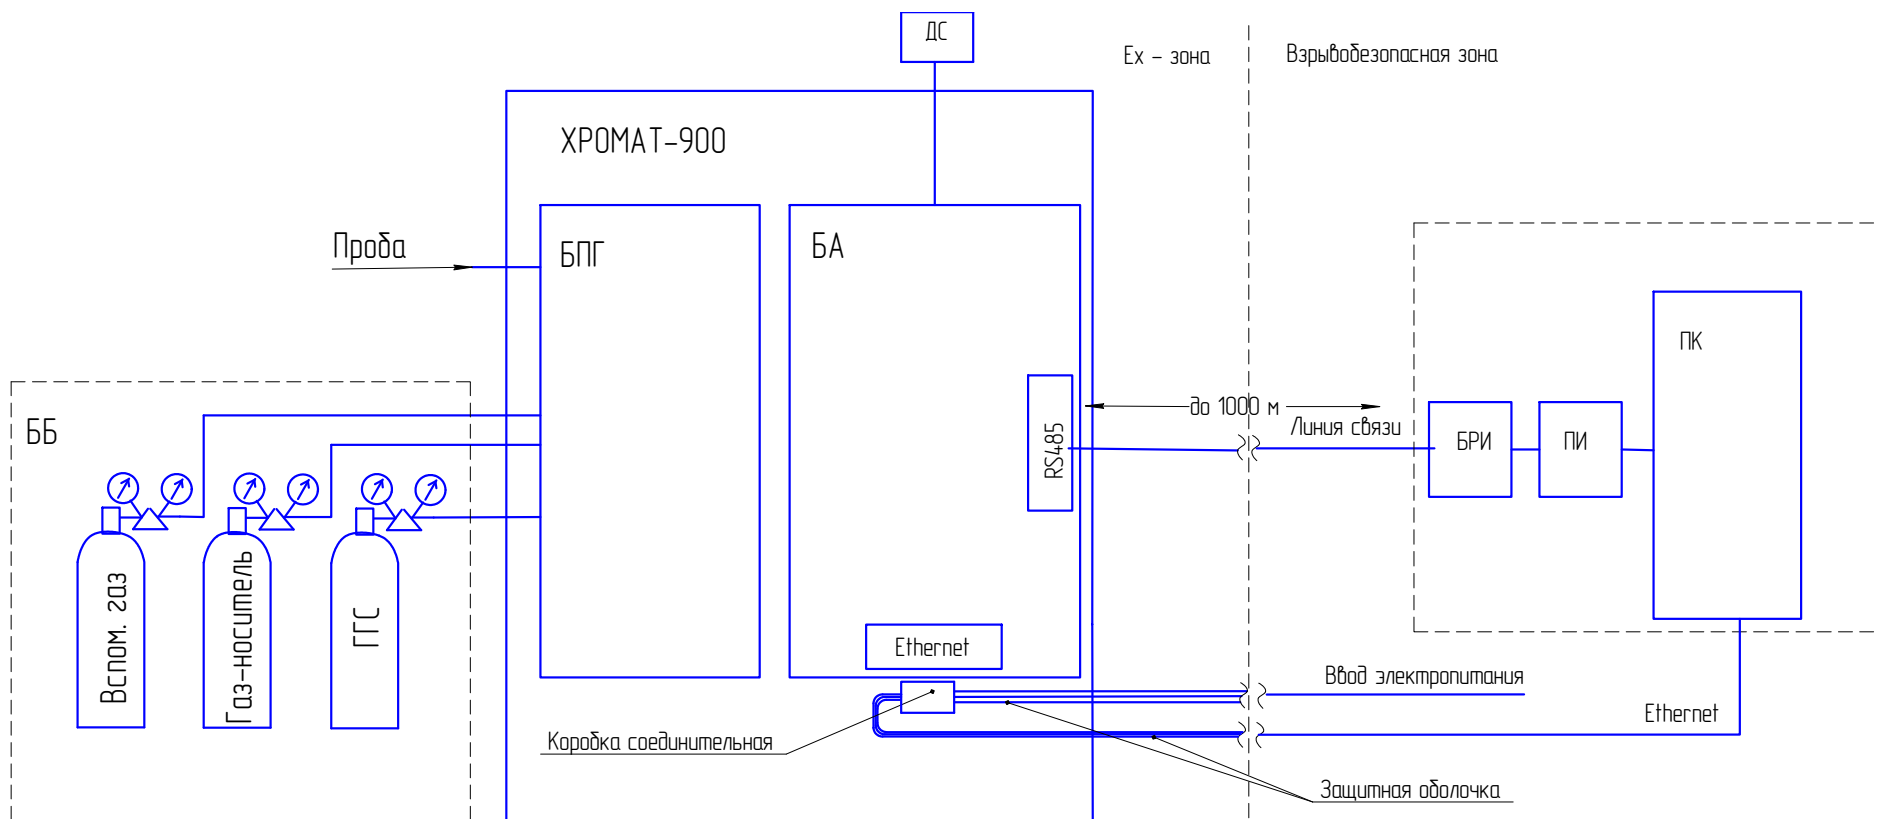 ДС
Ex – зона
Взрывобезопасная зона
ХРОМАТ-900
Проба
БПГ
БА
ПК
ББ
до 1000 м
Линия связи
RS485
БРИ
ПИ
Вспом. газ
Газ-носитель
ГГС
Ethernet
Ввод электропитания
Ethernet
Коробка соединительная
Защитная оболочка